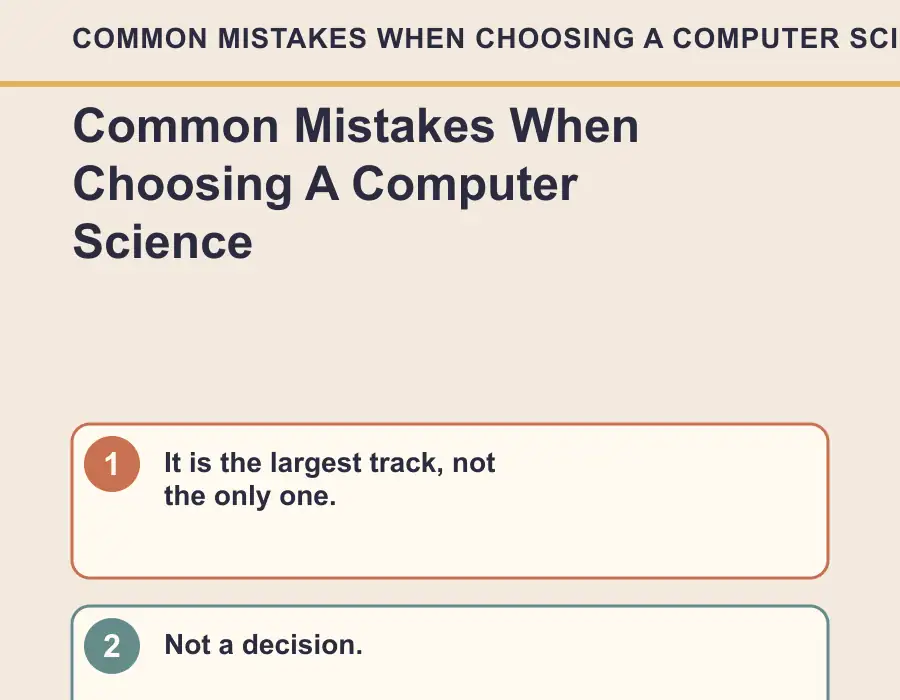 COMMON MISTAKES WHEN CHOOSING A COMPUTER SCI
Common Mistakes When
Choosing A Computer
Science
1
It is the largest track, not
the only one.
2
Not a decision.